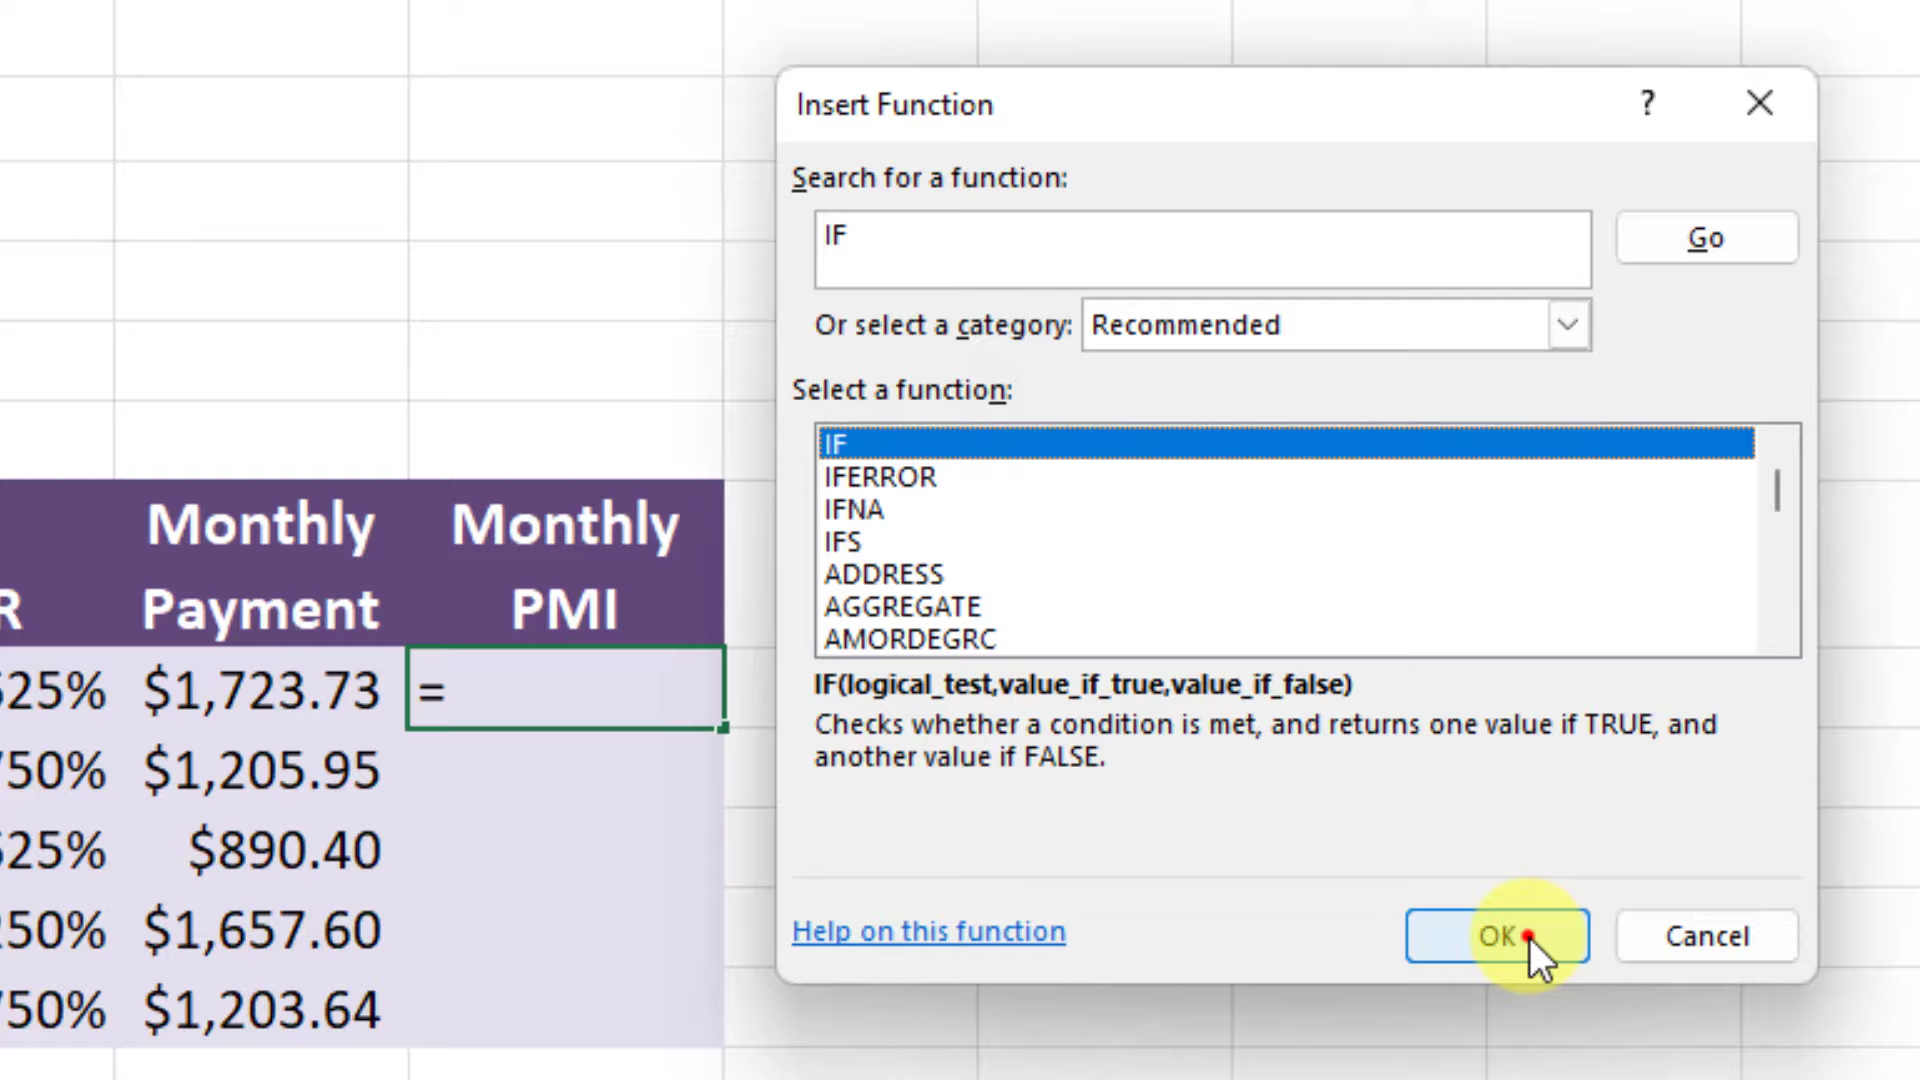 Insert Function
?
Search for a function:
IF
Go
Or select a category: Recommended
Select a function:
IF
IFERROR
IFNA
IFS
ADDRESS
AGGREGATE
AMORDEGRC
IF(logical_test,value_if_true,value_if_false)
Checks whether a condition is met, and returns one value if TRUE, and
another value if FALSE.
Help on this function
OK
Cancel
Monthly Monthly
R Payment PMI
25% $1,723.73 =
750% $1,205.95
25% $890.40
50% $1,657.60
750% $1,203.64